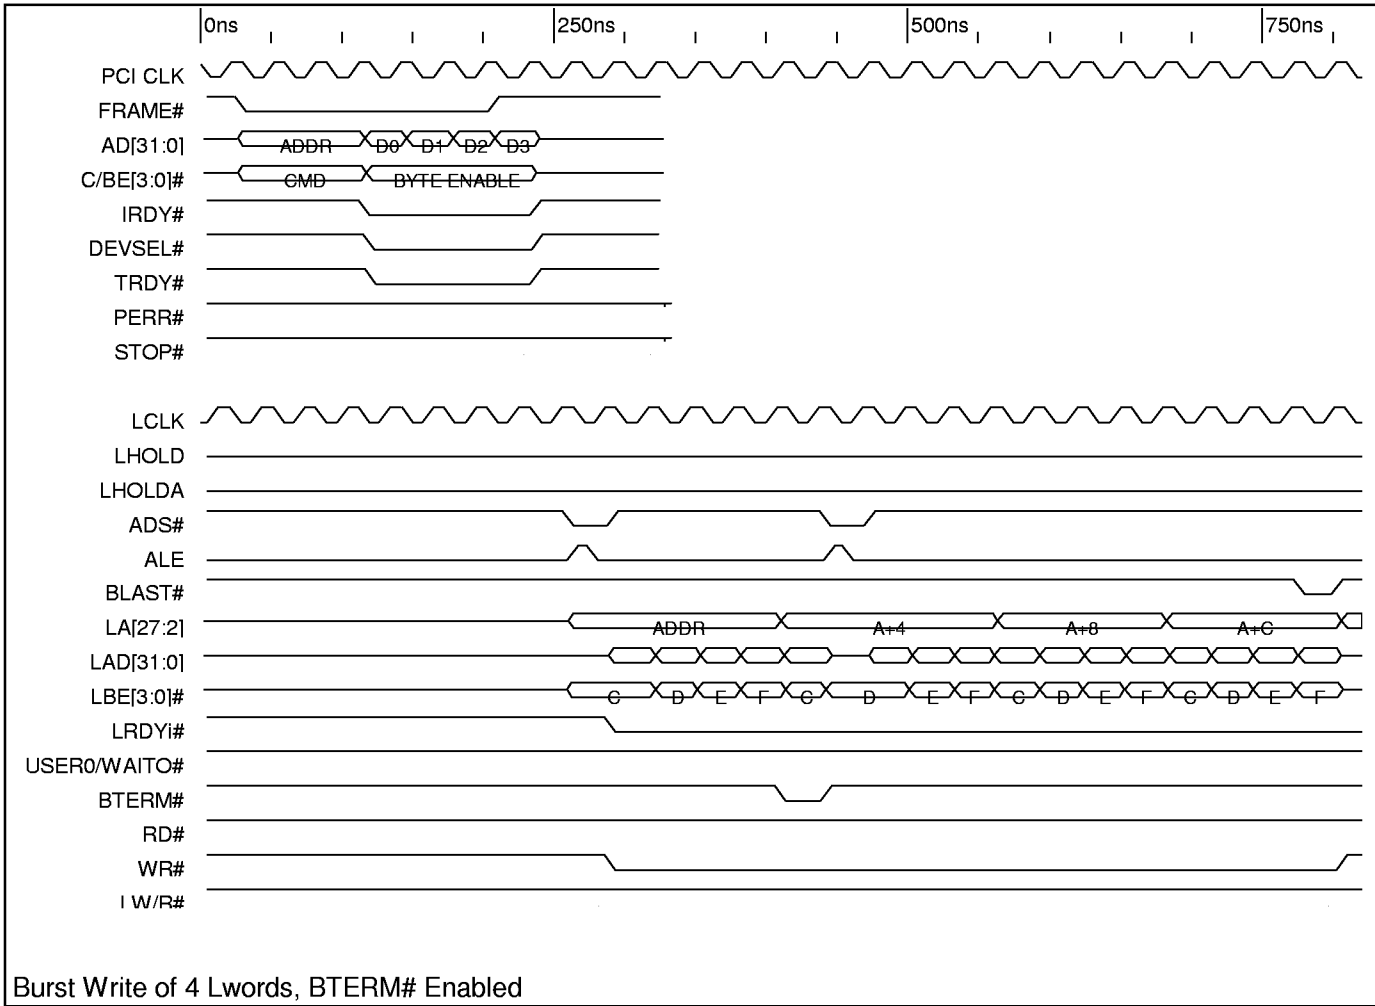 0ns 250ns 500ns 750ns
PCI CLK
FRAME#
AD[31:0] ADDR D0 D1 D2 D3
C/BE[3:0]# CMD BYTE ENABLE
IRDY#
DEVSEL#
TRDY#
PERR#
STOP#
LCLK
LHOLD
LHOLDA
ADS#
ALE
BLAST#
LA[27:2] ADDR A+4 A+8 A+C
LAD[31:0]
LBE[3:0]# C D E F C D E F C D E F C D E F
LRDYi#
USER0/WAITO#
BTERM#
RD#
WR#
LW/R#
Burst Write of 4 Lwords, BTERM# Enabled